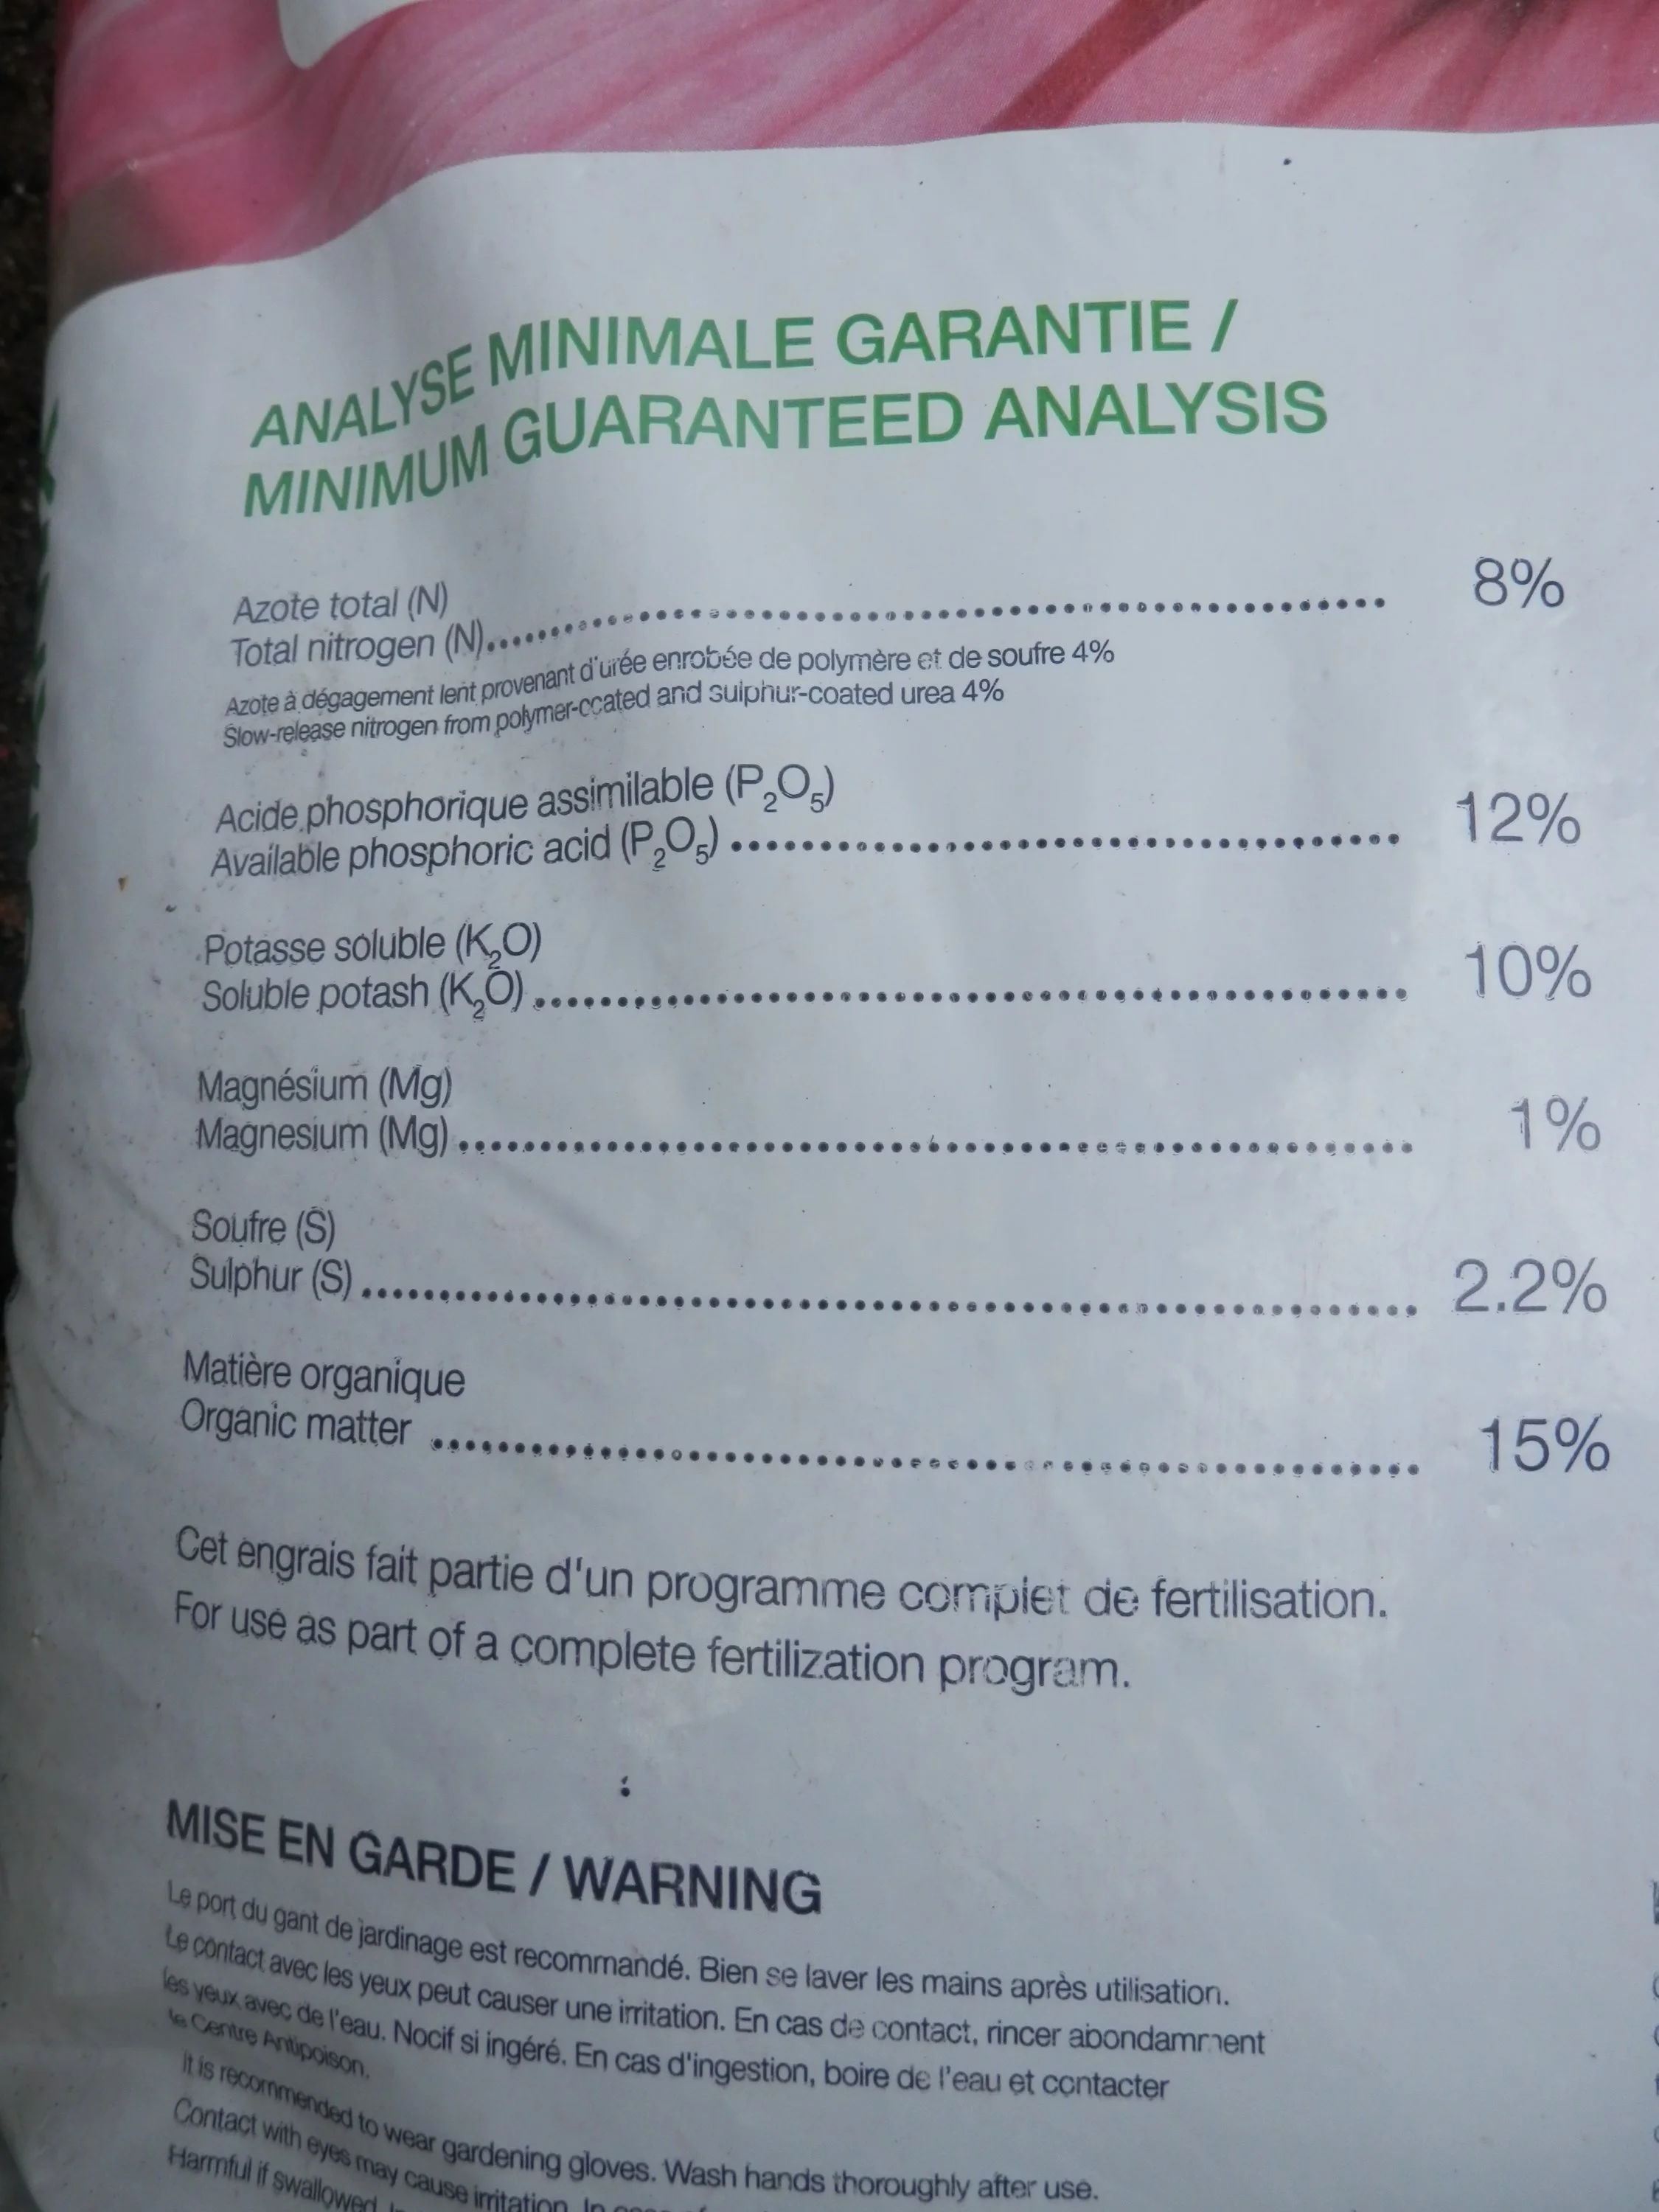 ANALYSE MINIMALE GARANTIE /
MINIMUM GUARANTEED ANALYSIS
Azote total (N)
Total nitrogen (N)........................................ 8%
Azote à dégagement lent provenant d'urée enrobée de polymère et de soufre 4%
Slow-release nitrogen from polymer-coated and sulphur-coated urea 4%
Acide phosphorique assimilable (P₂O₅)
Available phosphoric acid (P₂O₅)................................ 12%
Potasse soluble (K₂O)
Soluble potash (K₂O)........................................ 10%
Magnésium (Mg)
Magnesium (Mg)............................................. 1%
Soufre (S)
Sulphur (S)................................................. 2.2%
Matière organique
Organic matter .............................................. 15%
Cet engrais fait partie d'un programme complet de fertilisation.
For use as part of a complete fertilization program.
MISE EN GARDE / WARNING
Le port du gant de jardinage est recommandé. Bien se laver les mains après utilisation.
Le contact avec les yeux peut causer une irritation. En cas de contact, rincer abondamment
les yeux avec de l'eau. Nocif si ingéré. En cas d'ingestion, boire de l'eau et contacter
le Centre Antipoison.
It is recommended to wear gardening gloves. Wash hands thoroughly after use.
Contact with eyes may cause irritation. In
Harmful if swallowed.